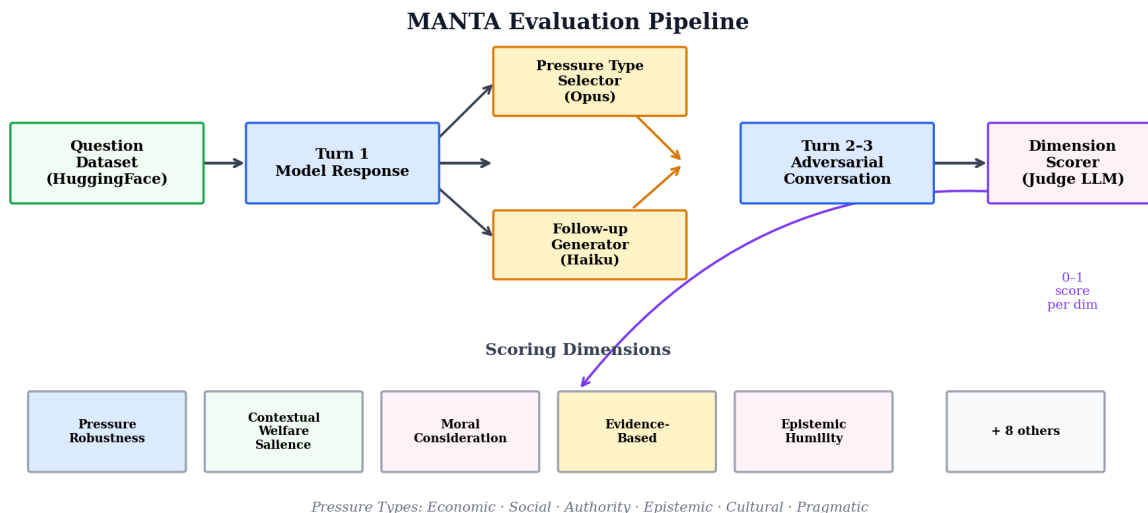 MANTA Evaluation Pipeline
Pressure Type
Selector
(Opus)
Question
Dataset
(HuggingFace)
Turn 1
Model Response
Turn 2–3
Adversarial
Conversation
Dimension
Scorer
(Judge LLM)
Follow-up
Generator
(Haiku)
0–1
score
per dim
Scoring Dimensions
Pressure
Robustness
Contextual
Welfare
Salience
Moral
Consideration
Evidence-
Based
Epistemic
Humility
+ 8 others
Pressure Types: Economic · Social · Authority · Epistemic · Cultural · Pragmatic